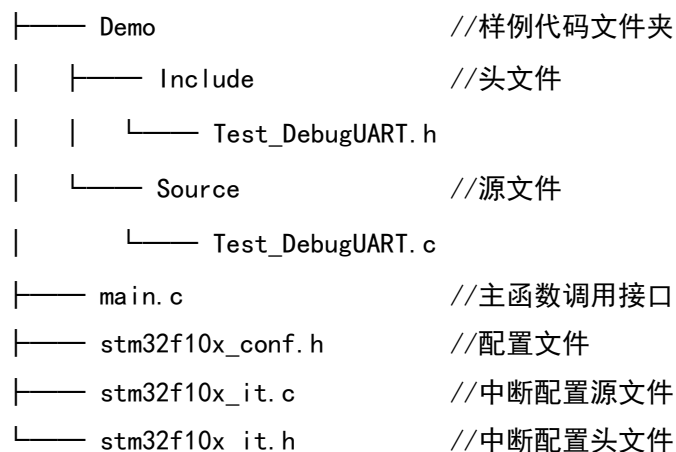 ├── Demo //样例代码文件夹
│ ├── Include //头文件
│ │ └── Test_DebugUART.h
│ └── Source //源文件
│ └── Test_DebugUART.c
├── main.c //主函数调用接口
├── stm32f10x_conf.h //配置文件
├── stm32f10x_it.c //中断配置源文件
└── stm32f10x_it.h //中断配置头文件